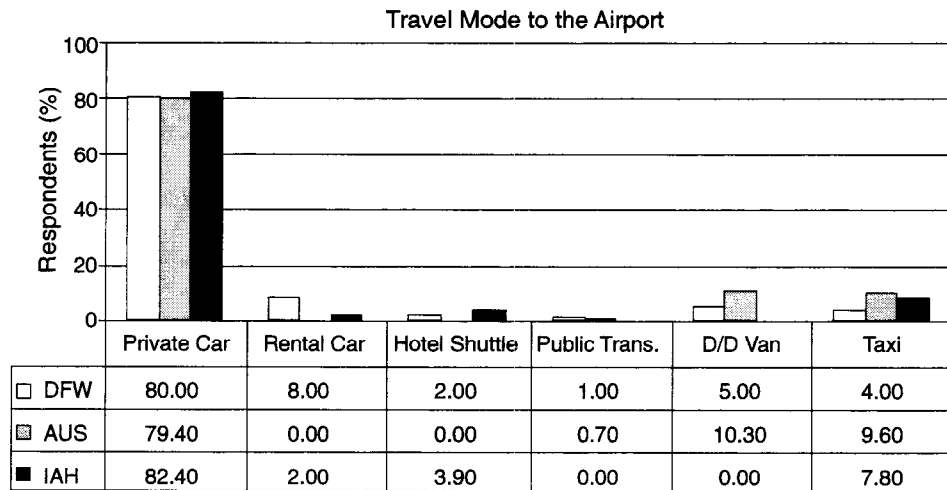 Travel Mode to the Airport
Respondents (%)
100
80
60
40
20
0
Private Car Rental Car Hotel Shuttle Public Trans. D/D Van Taxi
DFW 80.00 8.00 2.00 1.00 5.00 4.00
AUS 79.40 0.00 0.00 0.70 10.30 9.60
IAH 82.40 2.00 3.90 0.00 0.00 7.80